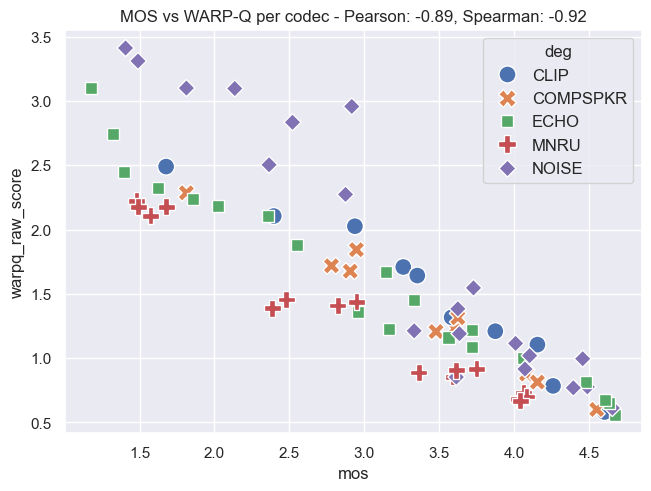 MOS vs WARP-Q per codec - Pearson: -0.89, Spearman: -0.92
3.5
3.0
2.5
2.0
1.5
1.0
0.5
warpq_raw_score
deg
CLIP
COMPSPKR
ECHO
MNRU
NOISE
1.5 2.0 2.5 3.0 3.5 4.0 4.5
mos